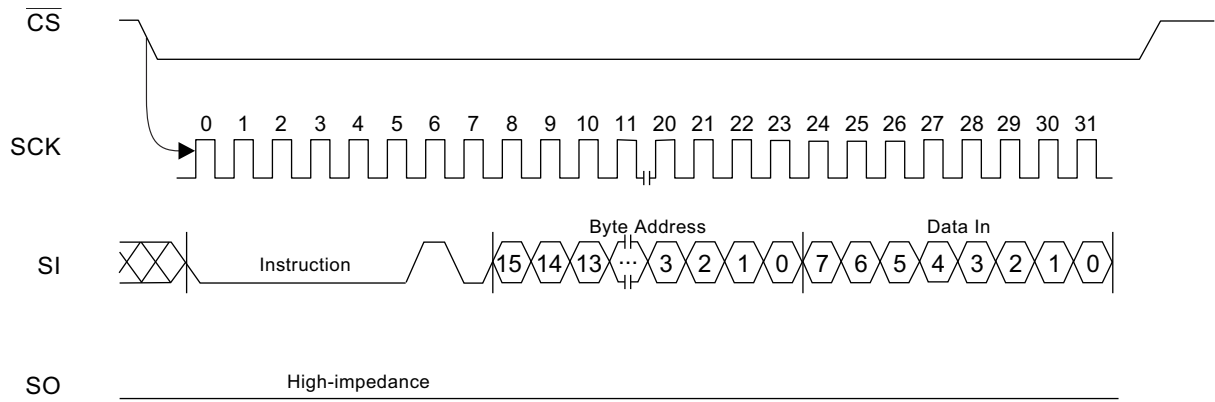 CS
0 1 2 3 4 5 6 7 8 9 10 11 20 21 22 23 24 25 26 27 28 29 30 31
SCK
Byte Address Data In
SI Instruction 15 14 13 ... 3 2 1 0 7 6 5 4 3 2 1 0
High-impedance
SO